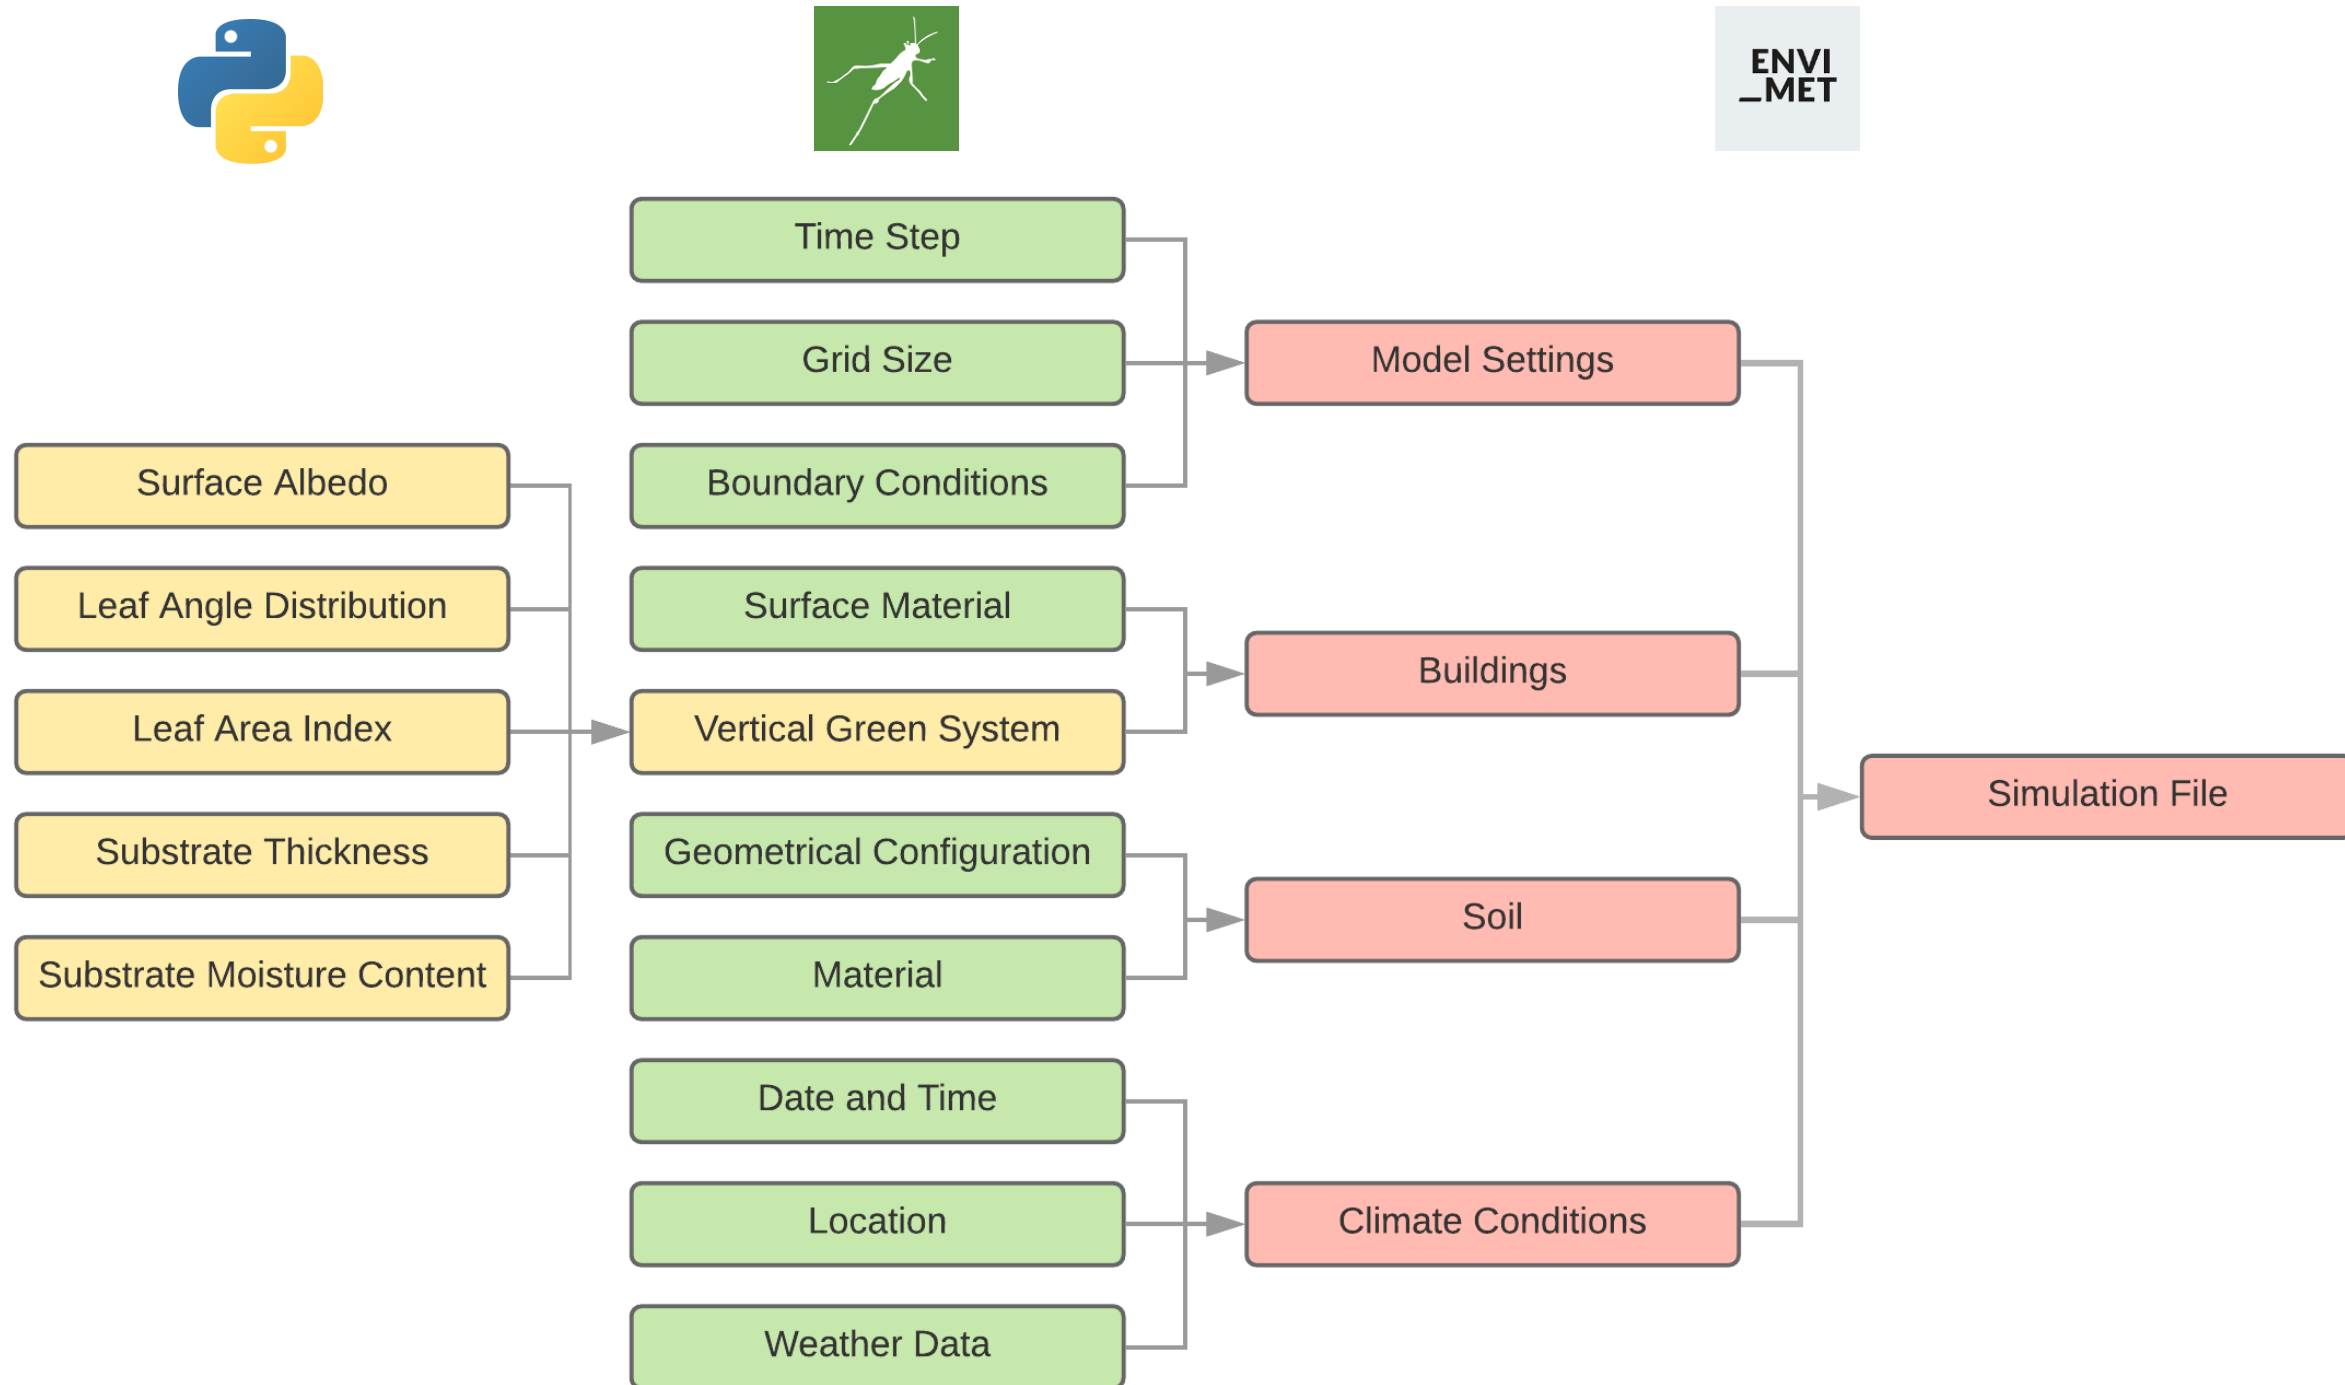 ENVI
_MET
Time Step
Grid Size
Model Settings
Surface Albedo
Boundary Conditions
Leaf Angle Distribution
Surface Material
Buildings
Leaf Area Index
Vertical Green System
Simulation File
Substrate Thickness
Geometrical Configuration
Soil
Substrate Moisture Content
Material
Date and Time
Location
Climate Conditions
Weather Data